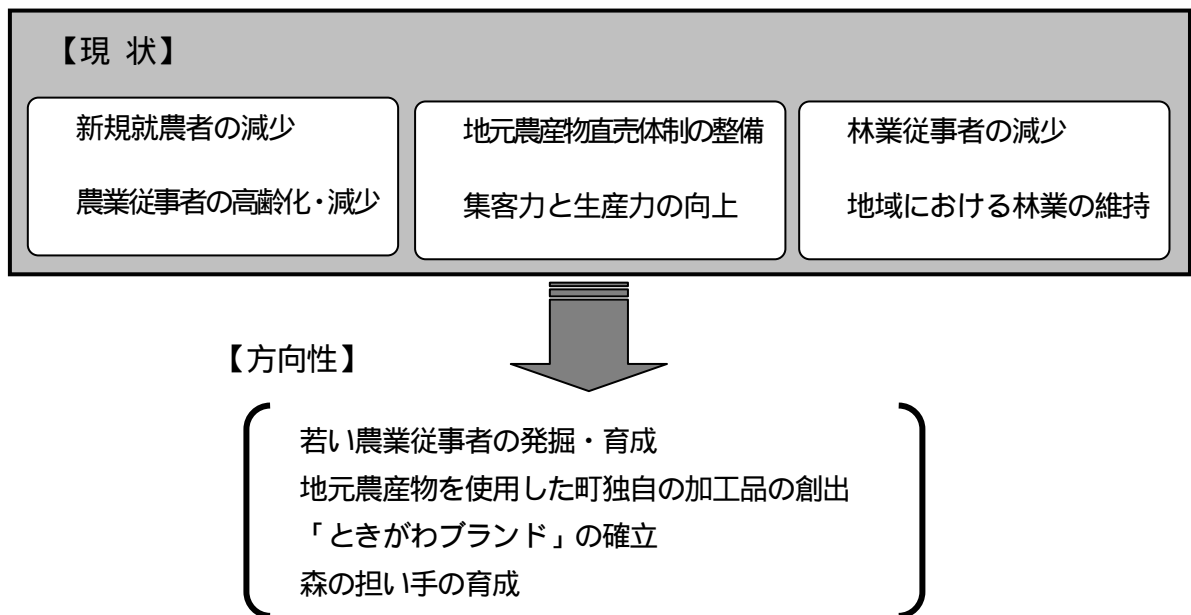 【現 状】
新規就農者の減少
農業従事者の高齢化・減少
地元農産物直売体制の整備
集客力と生産力の向上
林業従事者の減少
地域における林業の維持
【方向性】
若い農業従事者の発掘・育成
地元農産物を使用した町独自の加工品の創出
「ときがわブランド」の確立
森の担い手の育成